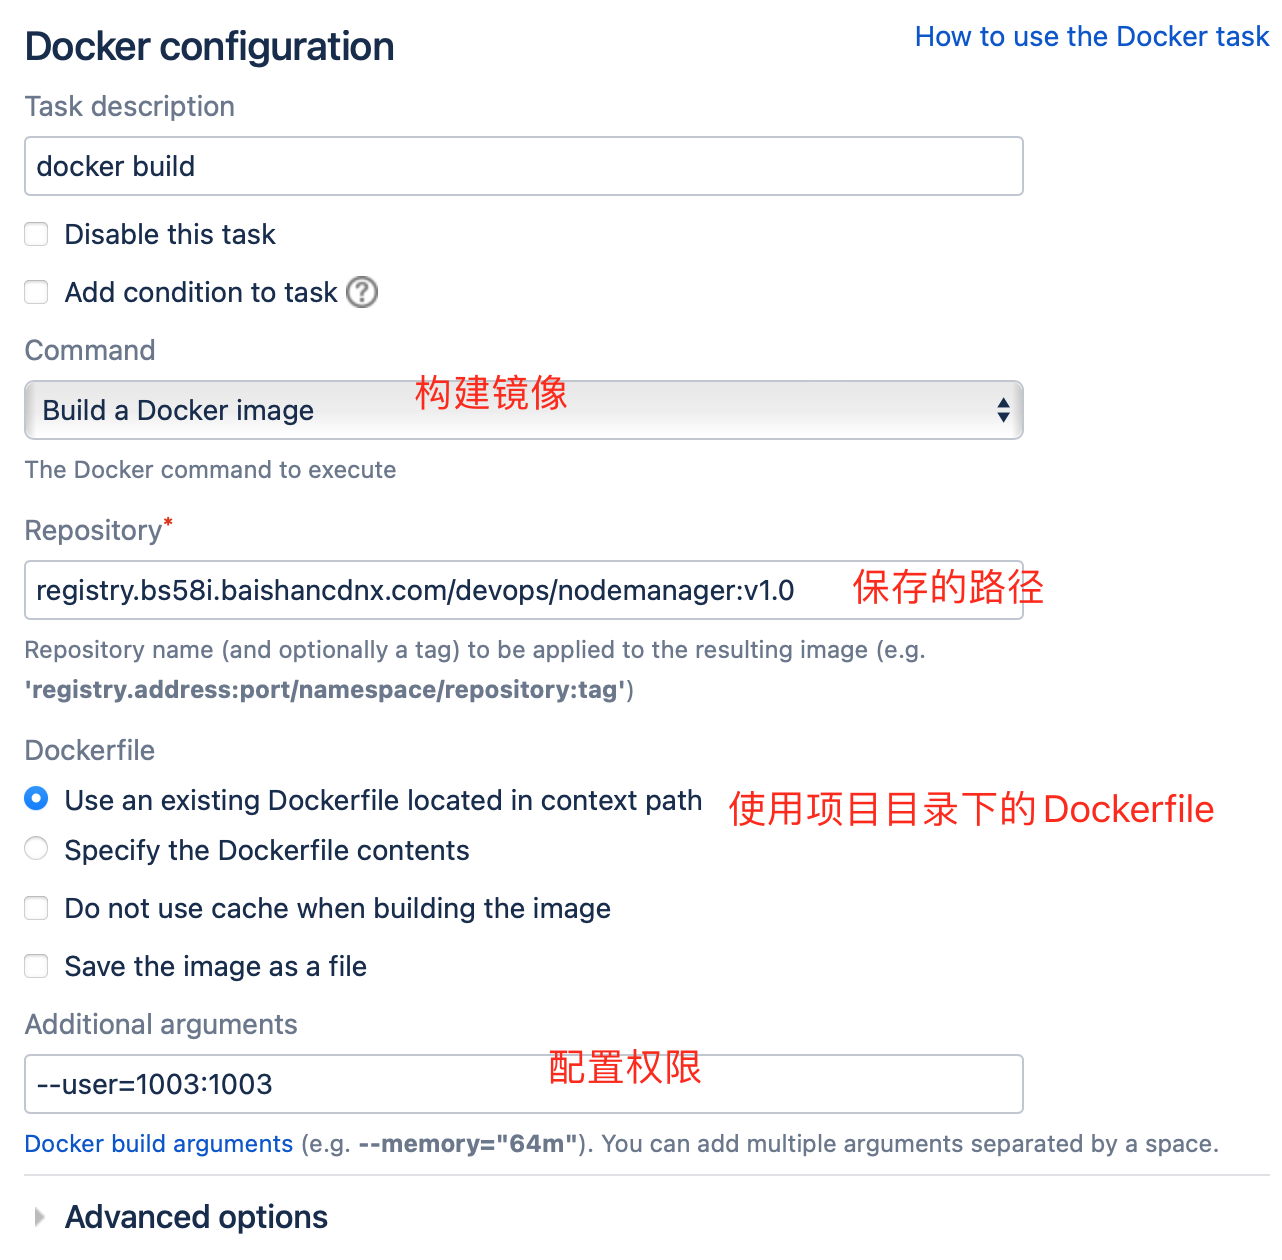 Docker configuration
How to use the Docker task
Task description
docker build
Disable this task
Add condition to task ?
Command
Build a Docker image
构建镜像
The Docker command to execute
Repository*
registry.bs58i.baishancdnx.com/devops/nodemanager:v1.0
保存的路径
Repository name (and optionally a tag) to be applied to the resulting image (e.g.
'registry.address:port/namespace/repository:tag')
Dockerfile
Use an existing Dockerfile located in context path
使用项目目录下的Dockerfile
Specify the Dockerfile contents
Do not use cache when building the image
Save the image as a file
Additional arguments
--user=1003:1003
配置权限
Docker build arguments (e.g. --memory="64m"). You can add multiple arguments separated by a space.
Advanced options